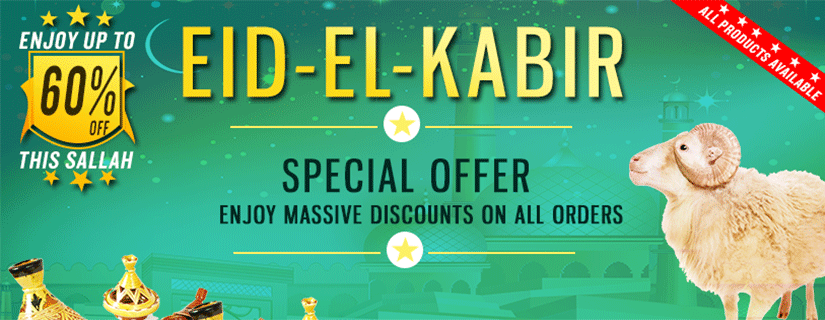 ENJOY UP TO
60%
OFF
THIS SALLAH
EID-EL-KABIR
SPECIAL OFFER
ENJOY MASSIVE DISCOUNTS ON ALL ORDERS
ALL PRODUCTS AVAILABLE